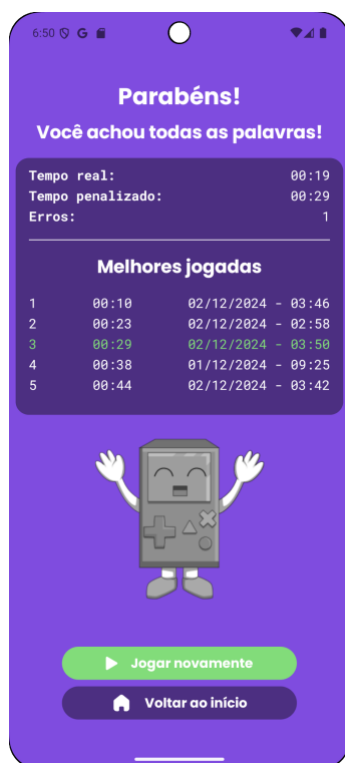 6:50 G
Parabéns!
Você achou todas as palavras!
Tempo real: 00:19
Tempo penalizado: 00:29
Erros: 1
Melhores jogadas
1 00:10 02/12/2024 - 03:46
2 00:23 02/12/2024 - 02:58
3 00:29 02/12/2024 - 03:50
4 00:38 01/12/2024 - 09:25
5 00:44 02/12/2024 - 03:42
Jogar novamente
Voltar ao início